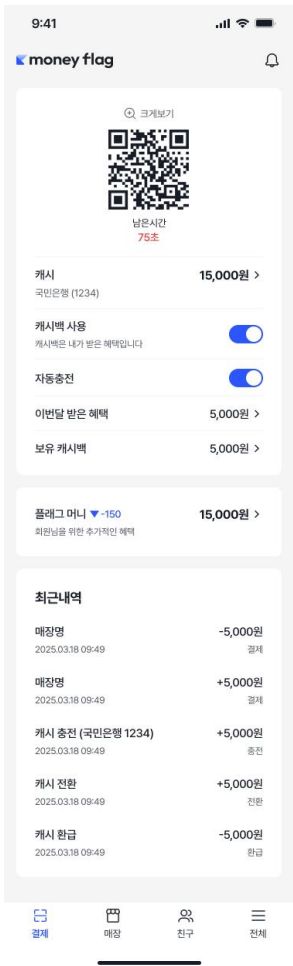 9:41
money flag
크게보기
남은시간
75초
캐시
15,000원
국민은행 (1234)
캐시백 사용
캐시백은 내가 받은 혜택입니다
자동충전
이번달 받은 혜택
5,000원
보유 캐시백
5,000원
플래그 머니 ▼-150
15,000원
회원님을 위한 추가적인 혜택
최근내역
매장명
-5,000원
2025.03.18 09:49
결제
매장명
+5,000원
2025.03.18 09:49
결제
캐시 충전 (국민은행 1234)
+5,000원
2025.03.18 09:49
충전
캐시 전환
+5,000원
2025.03.18 09:49
전환
캐시 환급
-5,000원
2025.03.18 09:49
환급
결제
매장
친구
전체